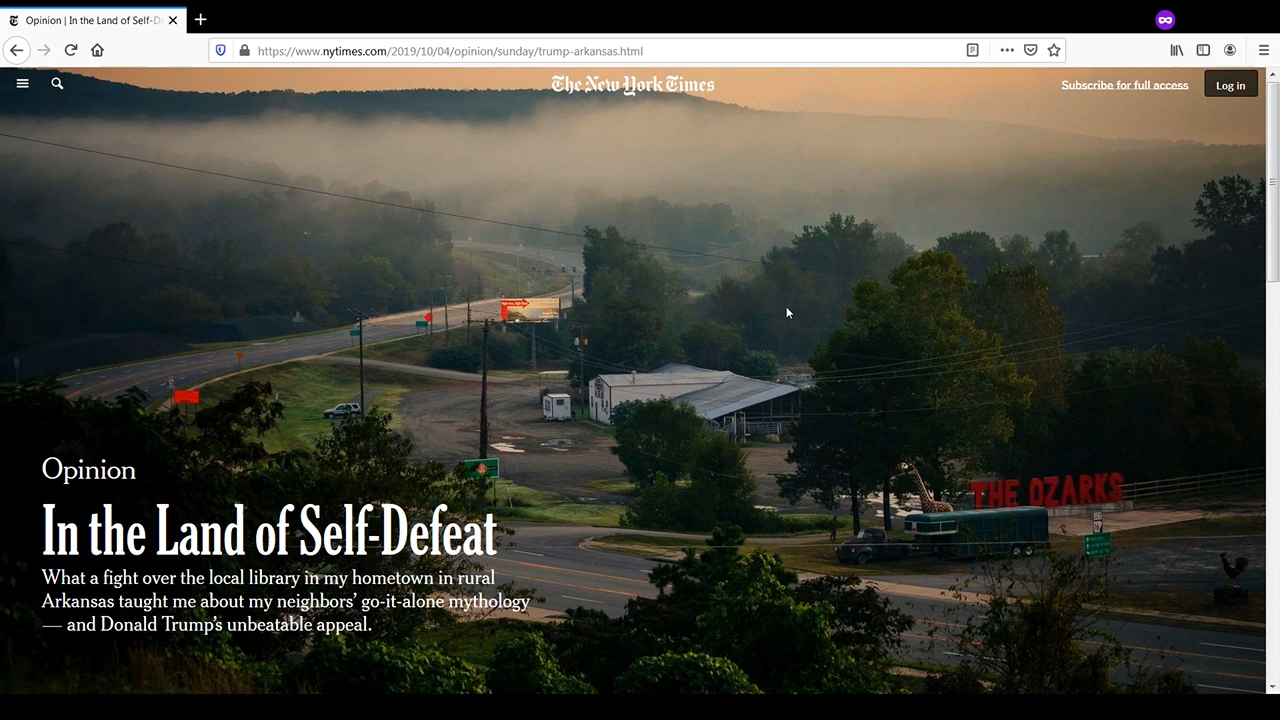 Opinion | In the Land of Self-De
https://www.nytimes.com/2019/10/04/opinion/sunday/trump-arkansas.html
The New York Times
Subscribe for full access
Log in
THE OZARKS
Opinion
In the Land of Self-Defeat
What a fight over the local library in my hometown in rural
Arkansas taught me about my neighbors’ go-it-alone mythology
— and Donald Trump’s unbeatable appeal.